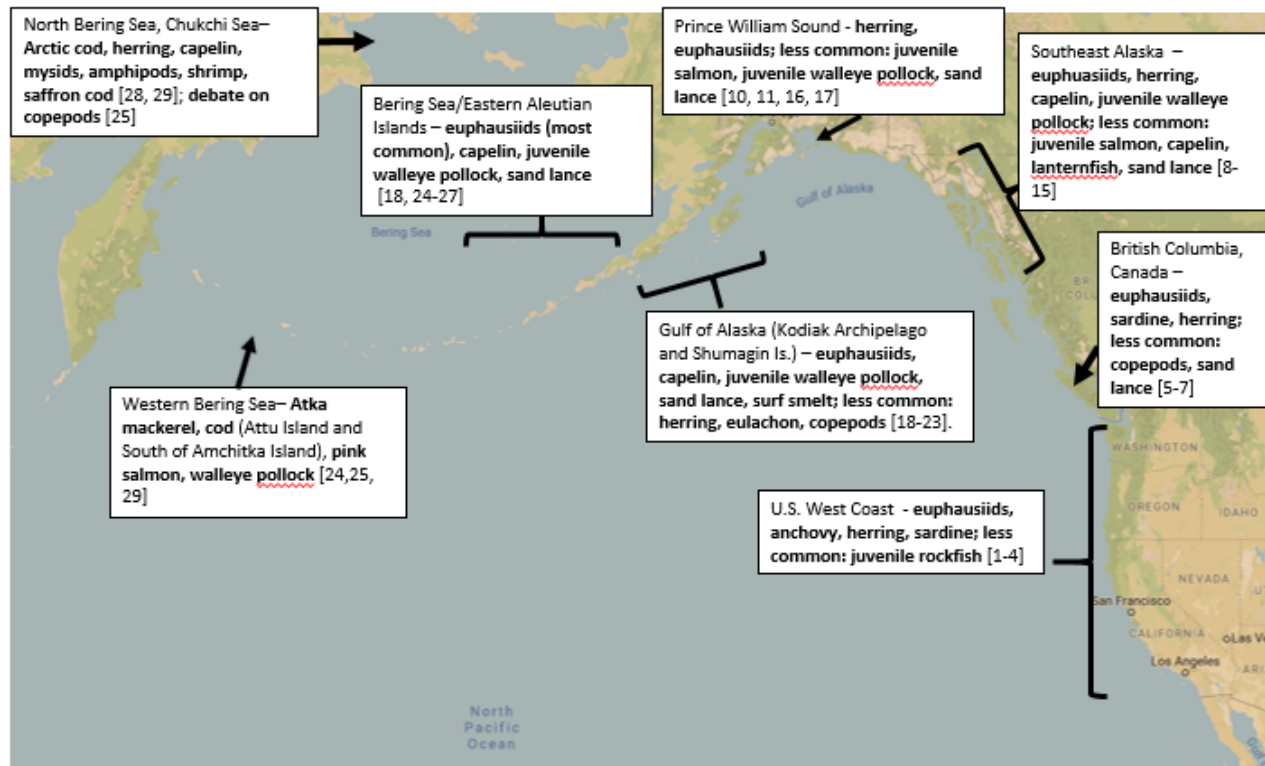 North Bering Sea, Chukchi Sea–
Arctic cod, herring, capelin,
mysids, amphipods, shrimp,
saffron cod [28, 29]; debate on
copepods [25]
Bering Sea/Eastern Aleutian
Islands – euphausiids (most
common), capelin, juvenile
walleye pollock, sand lance
[18, 24-27]
Prince William Sound - herring,
euphausiids; less common: juvenile
salmon, juvenile walleye pollock, sand
lance [10, 11, 16, 17]
Southeast Alaska –
euphuasiids, herring,
capelin, juvenile walleye
pollock; less common:
juvenile salmon, capelin,
lanternfish, sand lance [8-
15]
Gulf of Alaska
Bering Sea
British Columbia,
Canada –
euphausiids,
sardine, herring;
less common:
copepods, sand
lance [5-7]
BR
COLU
Gulf of Alaska (Kodiak Archipelago
and Shumagin Is.) – euphausiids,
capelin, juvenile walleye pollock,
sand lance, surf smelt; less common:
herring, eulachon, copepods [18-23].
Western Bering Sea– Atka
mackerel, cod (Attu Island and
South of Amchitka Island), pink
salmon, walleye pollock [24,25,
29]
U.S. West Coast - euphausiids,
anchovy, herring, sardine; less
common: juvenile rockfish [1-4]
WASHINGTON
OREGON
IDAHO
NEVADA
UT
San Francisco
CALIFORNIA
Las Ve
Los Angeles
ARI
North
Pacific
Ocean
Gulf